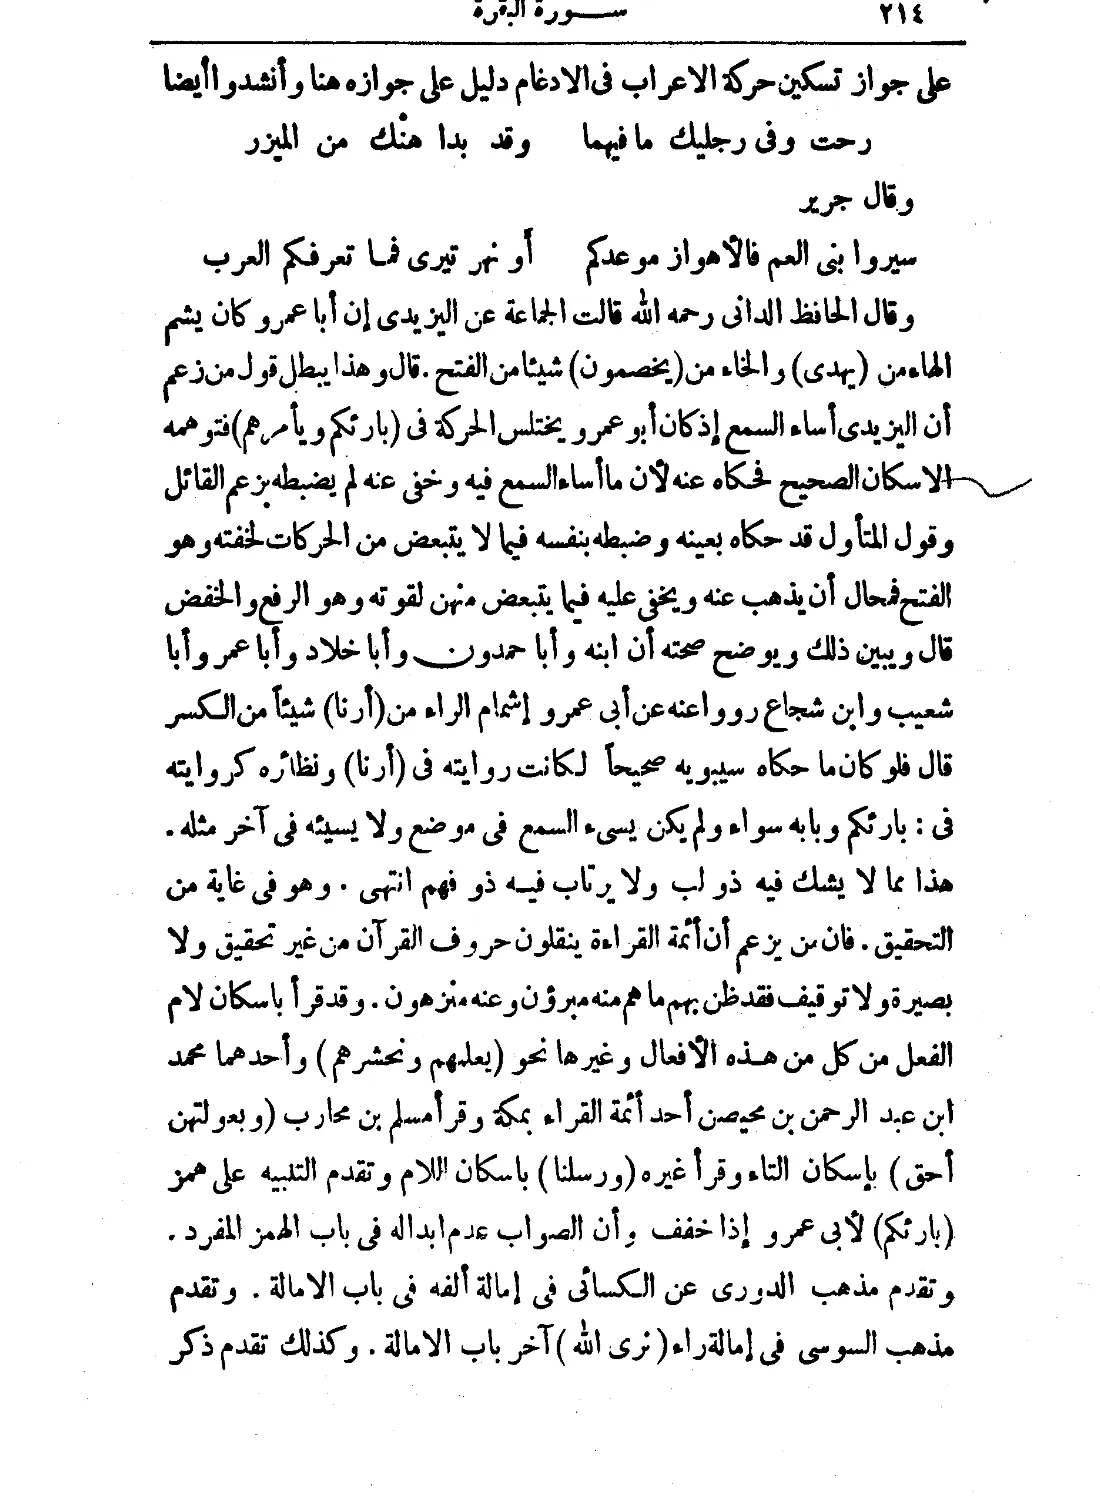 ٢١٤ سورة البقرة
على جواز تسكين حركة الاعراب فى الادغام دليل على جوازه هنا وأنشدوا أيضا
رحت وفى رجليك ما فيهما وقد بدا هنْك من الميزر
وقال جرير
سيروا بنى العم فالأهواز موعدكم أو نهر تيرى فما تعرفكم العرب
وقال الحافظ الدانى رحمه الله قالت الجماعة عن اليزيدى إن أبا عمرو كان يشم
الهاء من (يهدى) والخاء من (يخصمون) شيئا من الفتح . قال وهذا يبطل قول من زعم
أن اليزيدى أساء السمع إذ كان أبو عمرو يختلس الحركة فى (بارئكم ويأمرهم) فتوهمه
الاسكان الصحيح فحكاه عنه لأن ما أساء السمع فيه وخفى عنه لم يضبطه بزعم القائل
وقول المتأول قد حكاه بعينه وضبطه بنفسه فيما لا يتبعض من الحركات لخفته وهو
الفتح فمحال أن يذهب عنه ويخفى عليه فيما يتبعض منهن لقوته وهو الرفع والخفض
قال ويبين ذلك ويوضح صحته أن ابنه وأبا حمدون وأبا خلاد وأبا عمر وأبا
شعيب وابن شجاع رووا عنه عن أبى عمرو إشمام الراء من (أرنا) شيئاً من الكسر
قال فلو كان ما حكاه سيبويه صحيحاً لكانت روايته فى (أرنا) ونظائره كروايته
فى : بارئكم وبابه سواء ولم يكن يسىء السمع فى موضع ولا يسيئه فى آخر مثله .
هذا مما لا يشك فيه ذو لب ولا يرتاب فيه ذو فهم انتهى . وهو فى غاية من
التحقيق . فان من يزعم أن أئمة القراءة ينقلون حروف القرآن من غير تحقيق ولا
بصيرة ولا توقيف فقد ظن بهم ما هم منه مبرؤن وعنه منزهون . وقد قرأ باسكان لام
الفعل من كل من هذه الأفعال وغيرها نحو (يعلمهم ونحشرهم) وأحدهما محمد
ابن عبد الرحمن بن محيصن أحد أئمة القراء بمكة وقرأ مسلم بن محارب (وبعولتهن
أحق) بإسكان التاء وقرأ غيره (ورسلنا) باسكان اللام وتقدم التنبيه على همز
(بارئكم) لأبى عمرو إذا خفف وأن الصواب عدم ابداله فى باب الهمز المفرد .
وتقدم مذهب الدورى عن الكسائى فى إمالة ألفه فى باب الامالة . وتقدم
مذهب السوسى فى إمالة راء (نرى الله) آخر باب الامالة . وكذلك تقدم ذكر